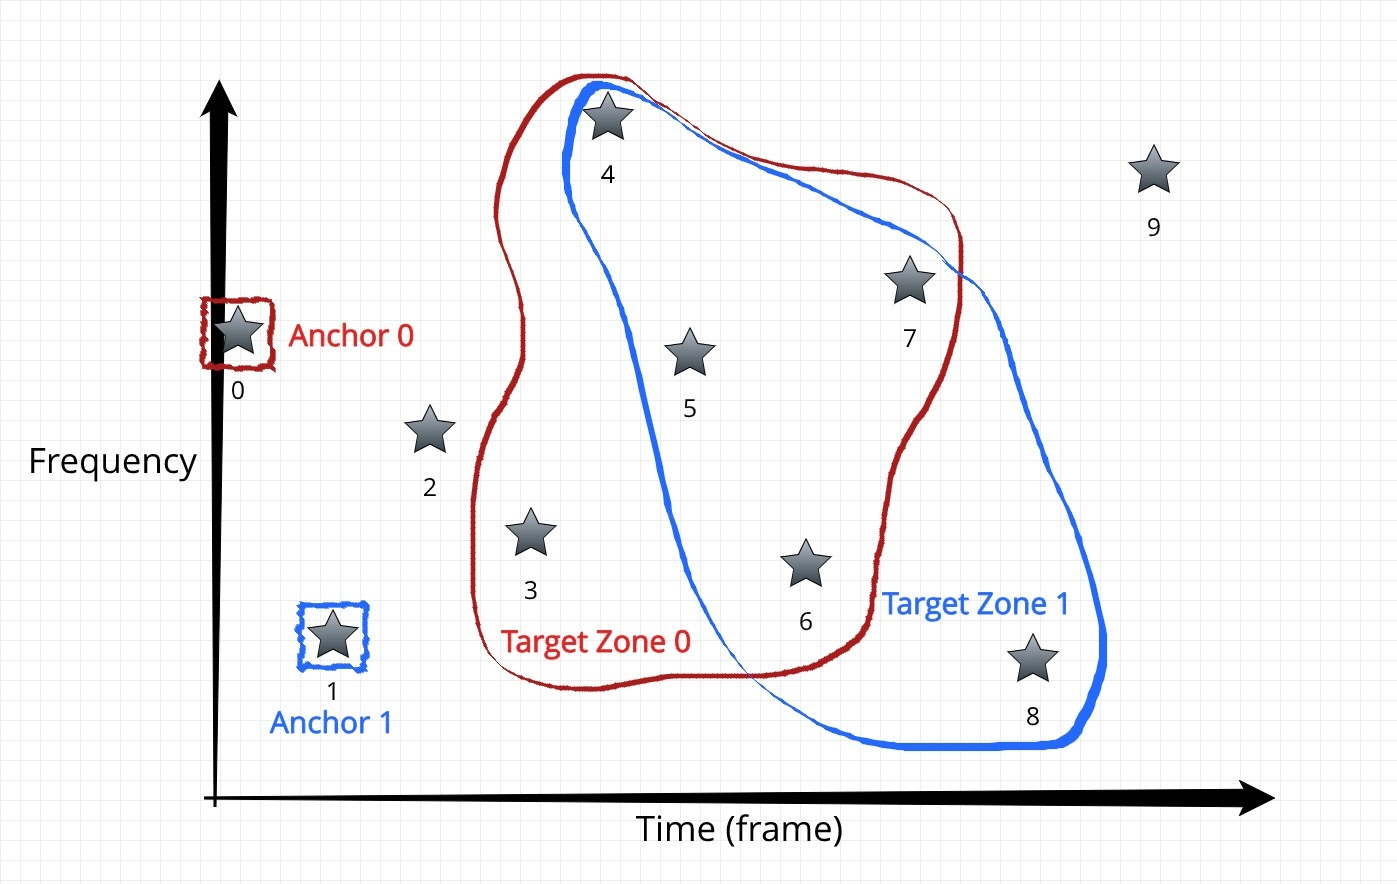 4
9
7
Anchor 0
0
5
Frequency
2
3
6
Target Zone 1
Target Zone 0
1
8
Anchor 1
Time (frame)